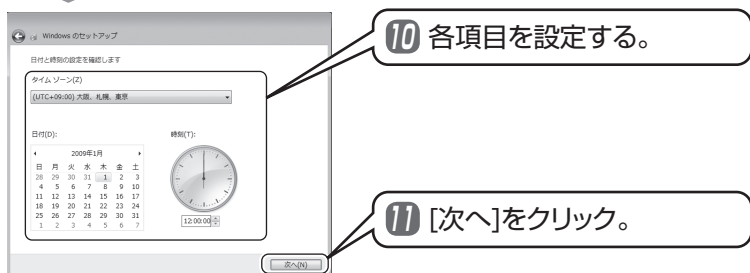 Windows のセットアップ
日付と時刻の設定を確認します
タイム ゾーン(Z)
(UTC+09:00) 大阪、札幌、東京
日付(D):
2009年1月
日 月 火 水 木 金 土
28 29 30 31 1 2 3
4 5 6 7 8 9 10
11 12 13 14 15 16 17
18 19 20 21 22 23 24
25 26 27 28 29 30 31
1 2 3 4 5 6 7
時刻(T):
12:00:00
次へ(N)
10 各項目を設定する。
11 [次へ]をクリック。